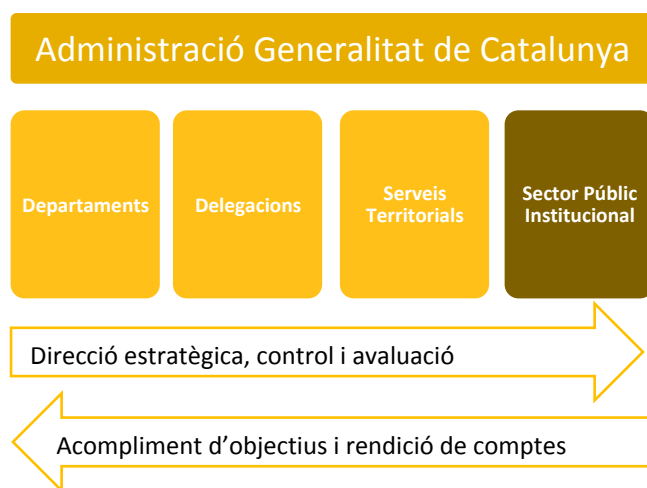 Administració Generalitat de Catalunya
Departaments
Delegacions
Serveis
Territorials
Sector Públic
Institucional
Direcció estratègica, control i avaluació
Acompliment d’objectius i rendició de comptes